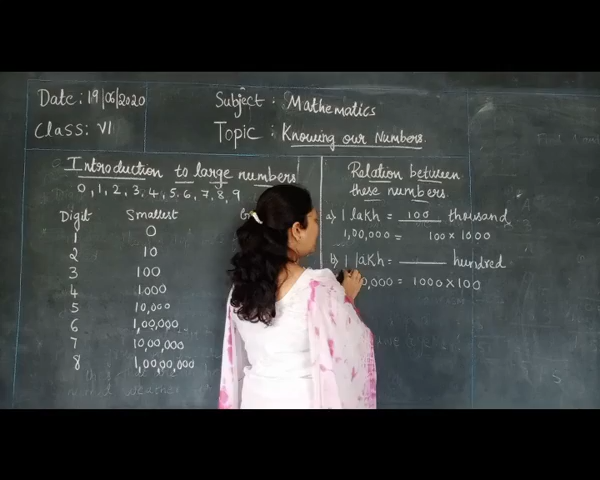 Date: 19/06/2020
Class: VI
Subject: Mathematics
Topic: Knowing our Numbers.
Introduction to large numbers
0, 1, 2, 3, 4, 5, 6, 7, 8, 9
Digit Smallest
1 0
2 10
3 100
4 1000
5 10,000
6 1,00,000
7 10,00,000
8 1,00,00,000
Relation between
these numbers.
a) 1 lakh = 100 thousand
1,00,000 = 100 x 1000
b) 1 lakh = ______ hundred
0,000 = 1000 x 100